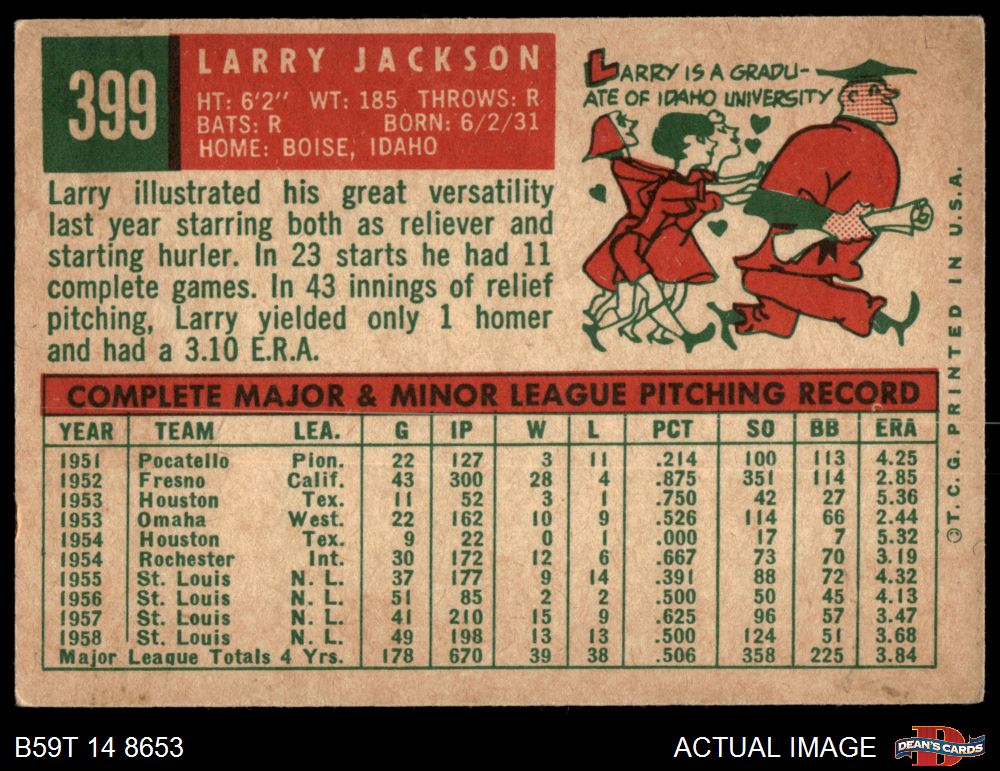 399
LARRY JACKSON
HT: 6'2" WT: 185 THROWS: R
BATS: R BORN: 6/2/31
HOME: BOISE, IDAHO
LARRY IS A GRADU-
ATE OF IDAHO UNIVERSITY
Larry illustrated his great versatility
last year starring both as reliever and
starting hurler. In 23 starts he had 11
complete games. In 43 innings of relief
pitching, Larry yielded only 1 homer
and had a 3.10 E.R.A.
COMPLETE MAJOR & MINOR LEAGUE PITCHING RECORD
YEAR TEAM LEA. G IP W L PCT SO BB ERA
1951 Pocatello Pion. 22 127 3 11 .214 100 113 4.25
1952 Fresno Calif. 43 300 28 4 .875 351 114 2.85
1953 Houston Tex. 11 52 3 1 .750 42 27 5.36
1953 Omaha West. 22 162 10 9 .526 114 66 2.44
1954 Houston Tex. 9 22 0 1 .000 17 7 5.32
1954 Rochester Int. 30 172 12 6 .667 73 70 3.19
1955 St. Louis N. L. 37 177 9 14 .391 88 72 4.32
1956 St. Louis N. L. 51 85 2 2 .500 50 45 4.13
1957 St. Louis N. L. 41 210 15 9 .625 96 57 3.47
1958 St. Louis N. L. 49 198 13 13 .500 124 51 3.68
Major League Totals 4 Yrs. 178 670 39 38 .506 358 225 3.84
©T. C. G. PRINTED IN U.S.A.
B59T 14 8653
ACTUAL IMAGE
D
DEAN'S CARDS